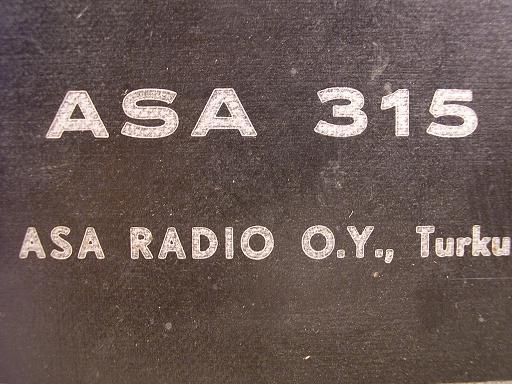 ASA 315
ASA RADIO O.Y., Turku